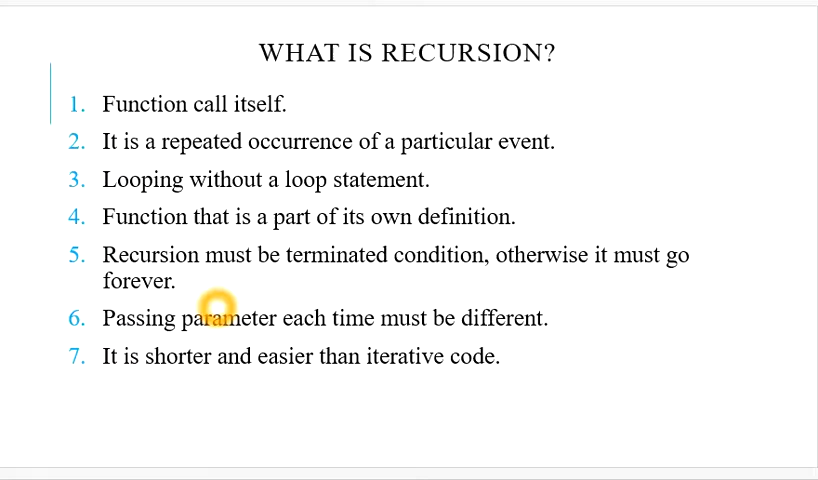 WHAT IS RECURSION?
1. Function call itself.
2. It is a repeated occurrence of a particular event.
3. Looping without a loop statement.
4. Function that is a part of its own definition.
5. Recursion must be terminated condition, otherwise it must go
forever.
6. Passing parameter each time must be different.
7. It is shorter and easier than iterative code.